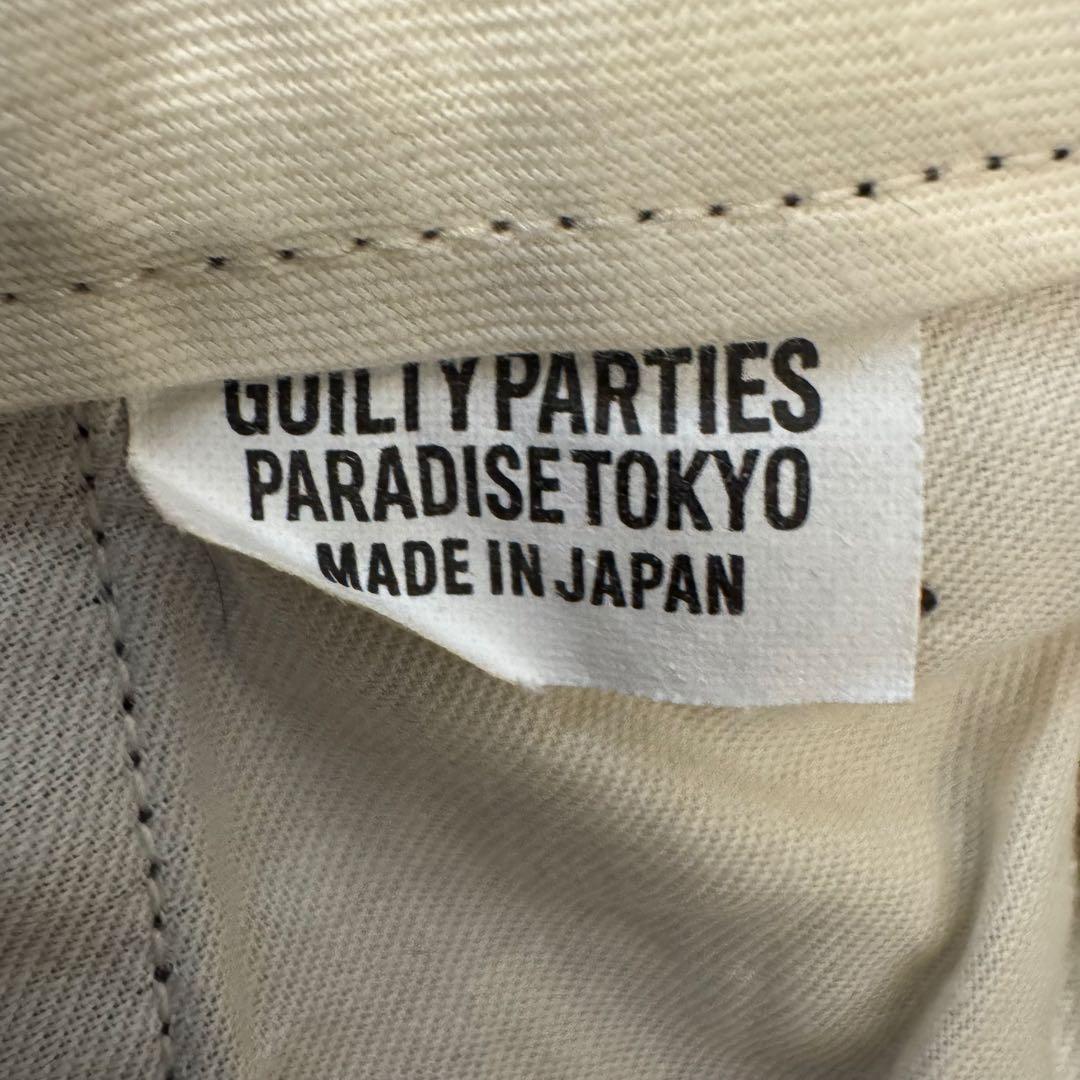 GUILTY PARTIES
PARADISE TOKYO
MADE IN JAPAN